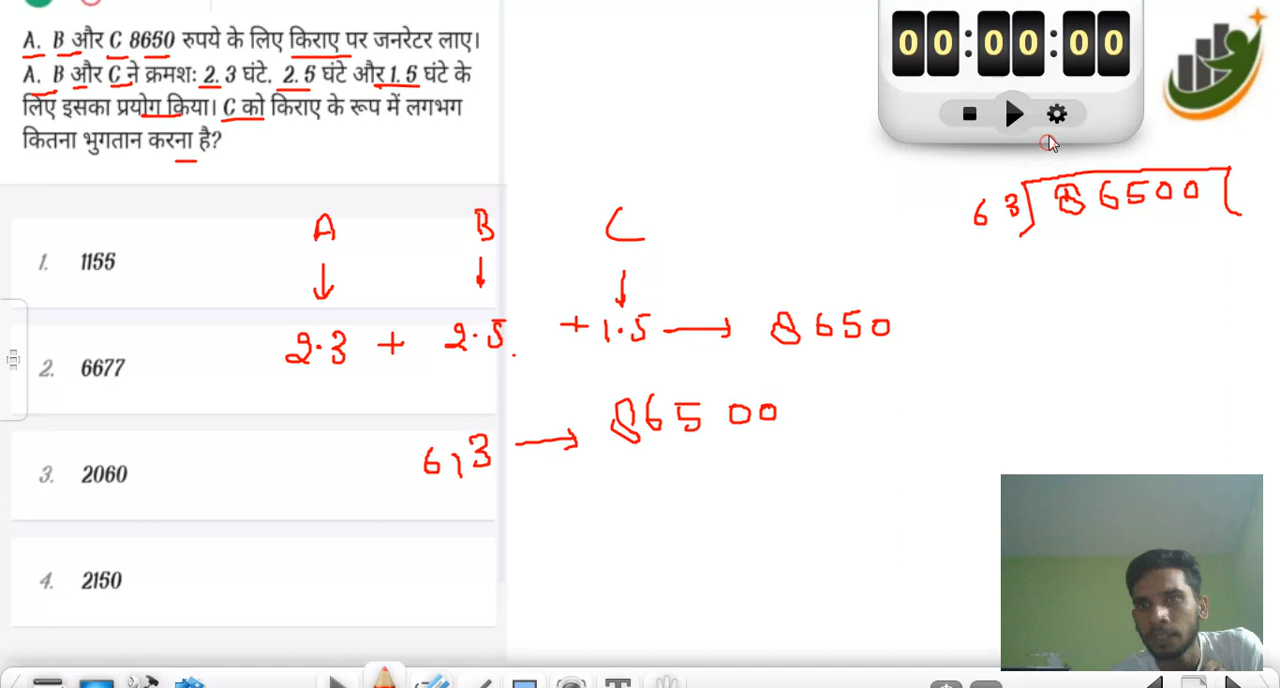 A. B और C 8650 रुपये के लिए किराए पर जनरेटर लाए।
A. B और C ने क्रमश: 2. 3 घंटे. 2. 5 घंटे और 1. 5 घंटे के
लिए इसका प्रयोग किया। C को किराए के रूप में लगभग
कितना भुगतान करना है?
00:00:00
63 86500
A B C
1. 1155
2.3 + 2.5 + 1.5 8650
2. 6677
6,3 86500
3. 2060
4. 2150
T